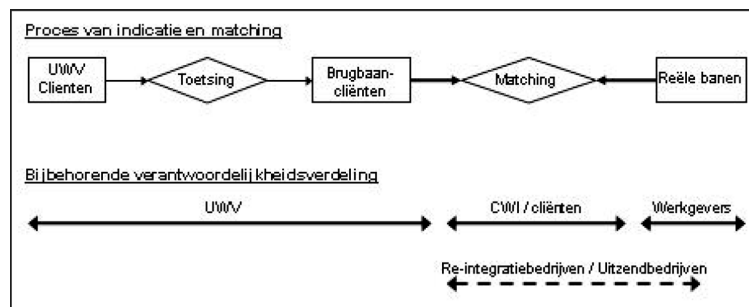 Proces van indicatie en matching
UWV
Clienten
Toetsing
Brugbaan-
cliënten
Matching
Reële banen
Bijbehorende verantwoordelijkheidsverdeling
UWV
CWI / cliënten
Werkgevers
Re-integratiebedrijven / Uitzendbedrijven